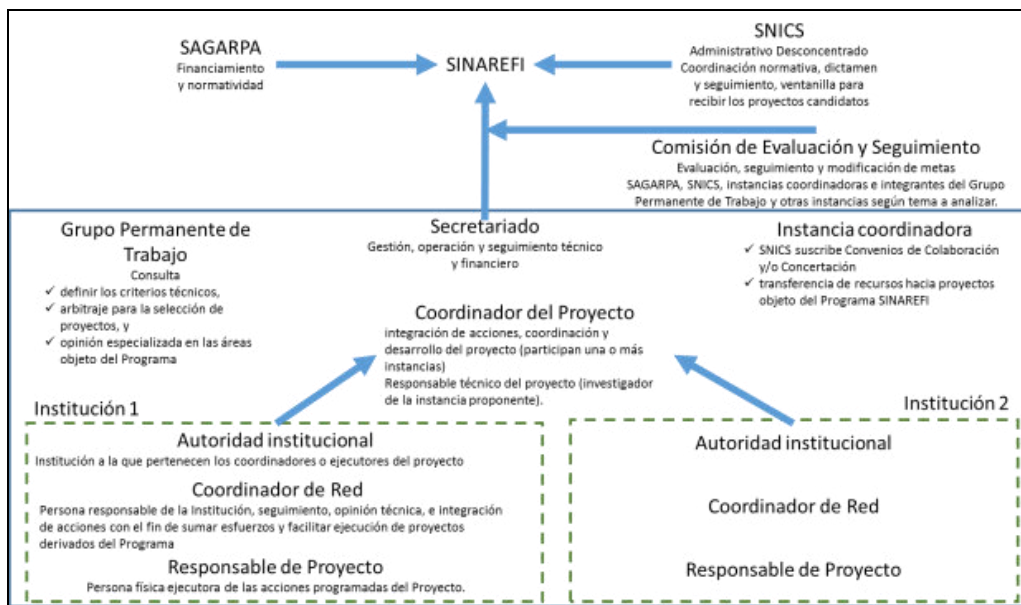 SAGARPA
Financiamiento
y normatividad
SINAREFI
SNICS
Administrativo Desconcentrado
Coordinación normativa, dictamen
y seguimiento, ventanilla para
recibir los proyectos candidatos
Comisión de Evaluación y Seguimiento
Evaluación, seguimiento y modificación de metas
SAGARPA, SNICS, instancias coordinadoras e integrantes del Grupo
Permanente de Trabajo y otras instancias según tema a analizar.
Grupo Permanente de
Trabajo
Consulta
✓ definir los criterios técnicos,
✓ arbitraje para la selección de
proyectos, y
✓ opinión especializada en las áreas
objeto del Programa
Secretariado
Gestión, operación y seguimiento técnico
y financiero
Instancia coordinadora
✓ SNICS suscribe Convenios de Colaboración
y/o Concertación
✓ transferencia de recursos hacia proyectos
objeto del Programa SINAREFI
Coordinador del Proyecto
integración de acciones, coordinación y
desarrollo del proyecto (participan una o más
instancias)
Responsable técnico del proyecto (investigador
de la instancia proponente).
Institución 1
Autoridad institucional
Institución a la que pertenecen los coordinadores o ejecutores del proyecto
Coordinador de Red
Persona responsable de la Institución, seguimiento, opinión técnica, e integración
de acciones con el fin de sumar esfuerzos y facilitar ejecución de proyectos
derivados del Programa
Responsable de Proyecto
Persona física ejecutora de las acciones programadas del Proyecto.
Institución 2
Autoridad institucional
Coordinador de Red
Responsable de Proyecto